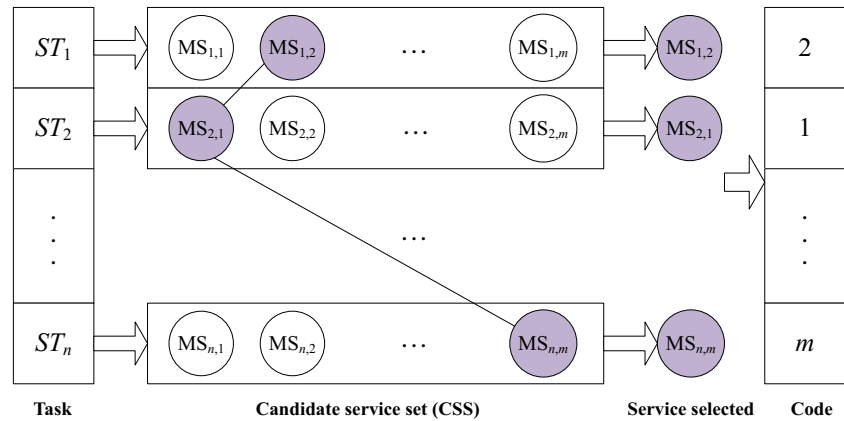 ST1 MS1,1 MS1,2 … MS1,m MS1,2 2
ST2 MS2,1 MS2,2 … MS2,m MS2,1 1
. . . … . . .
STn MSn,1 MSn,2 … MSn,m MSn,m m
Task Candidate service set (CSS) Service selected Code